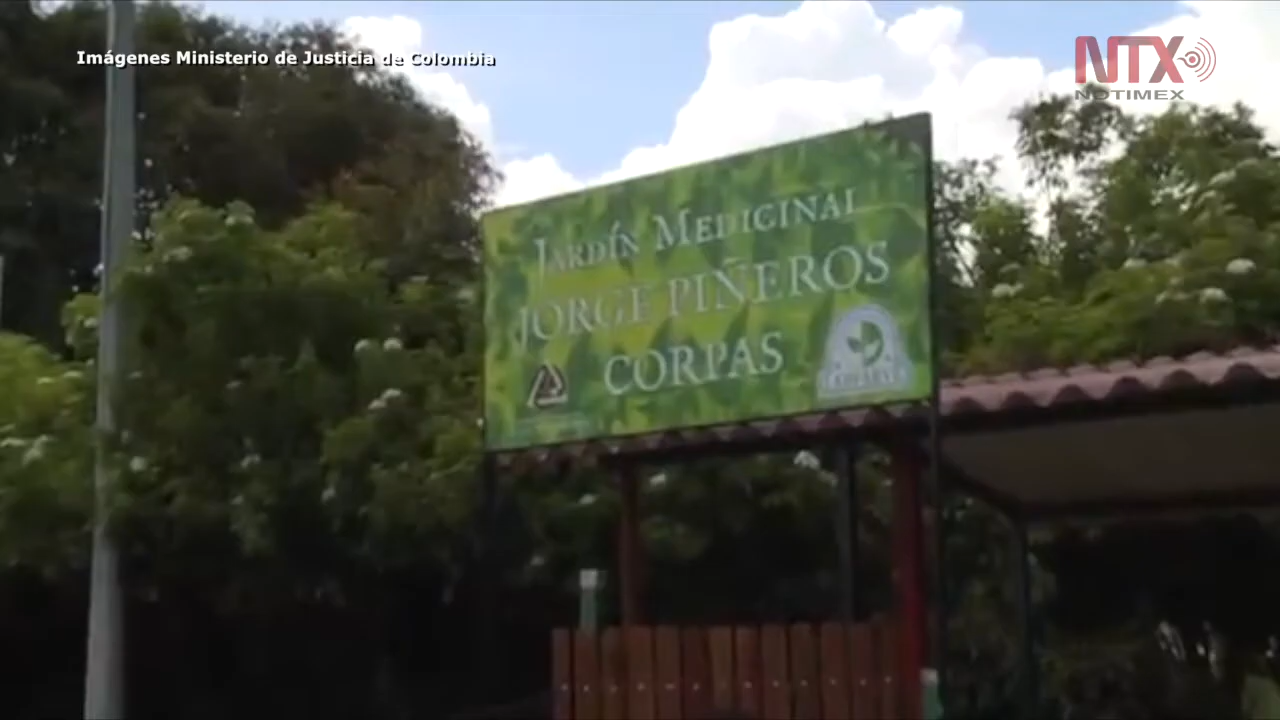 Imágenes Ministerio de Justicia de Colombia
NTX
NOTIMEX
JARDÍN MEDICINAL
JORGE PIÑEROS
CORPAS